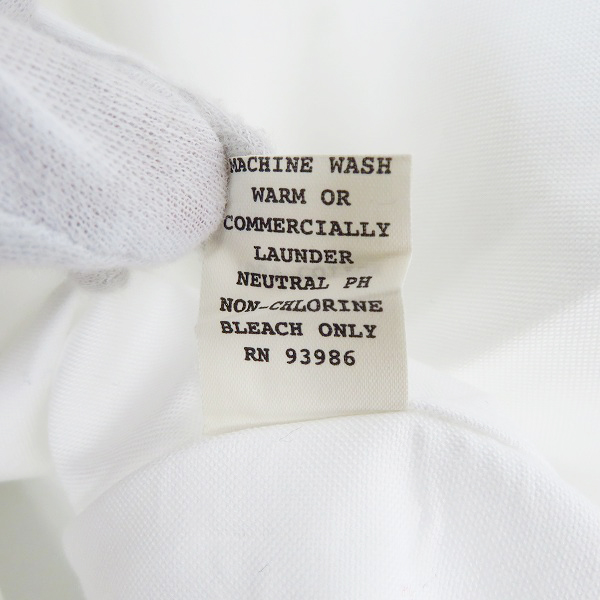 MACHINE WASH
WARM OR
COMMERCIALLY
LAUNDER
NEUTRAL PH
NON-CHLORINE
BLEACH ONLY
RN 93986